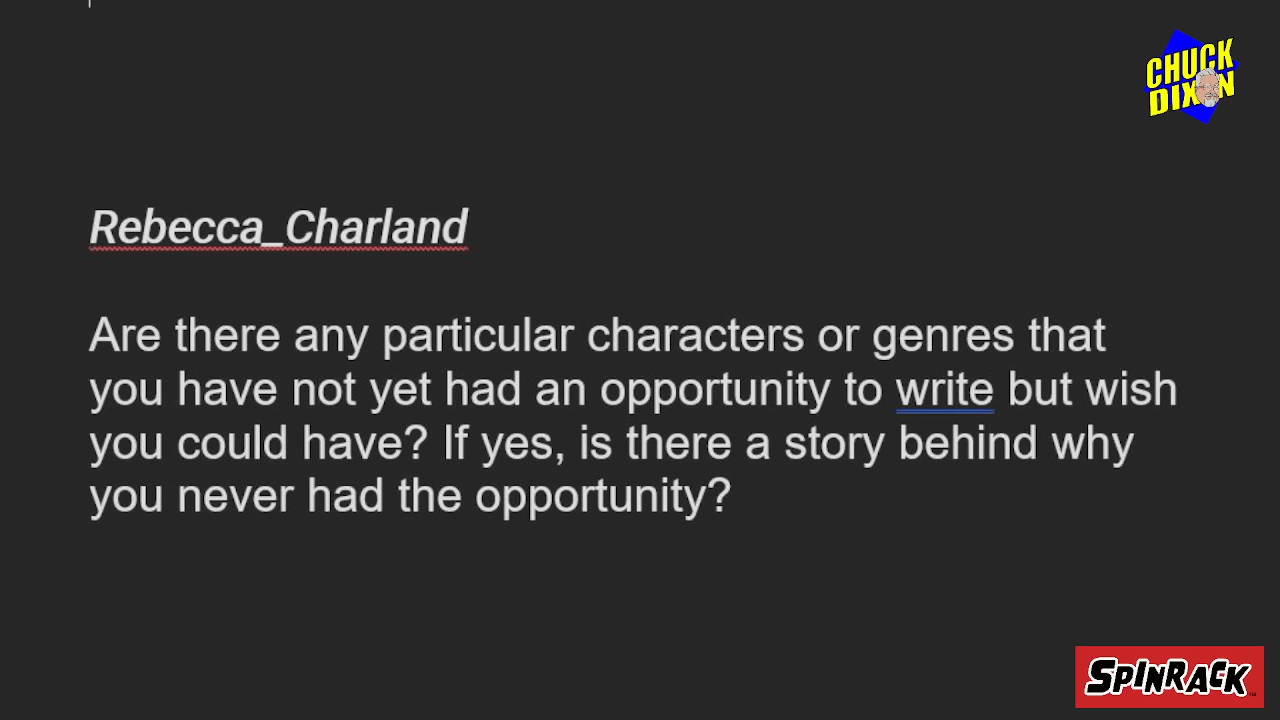 CHUCK
DIXON
Rebecca_Charland
Are there any particular characters or genres that
you have not yet had an opportunity to write but wish
you could have? If yes, is there a story behind why
you never had the opportunity?
SPINRACK